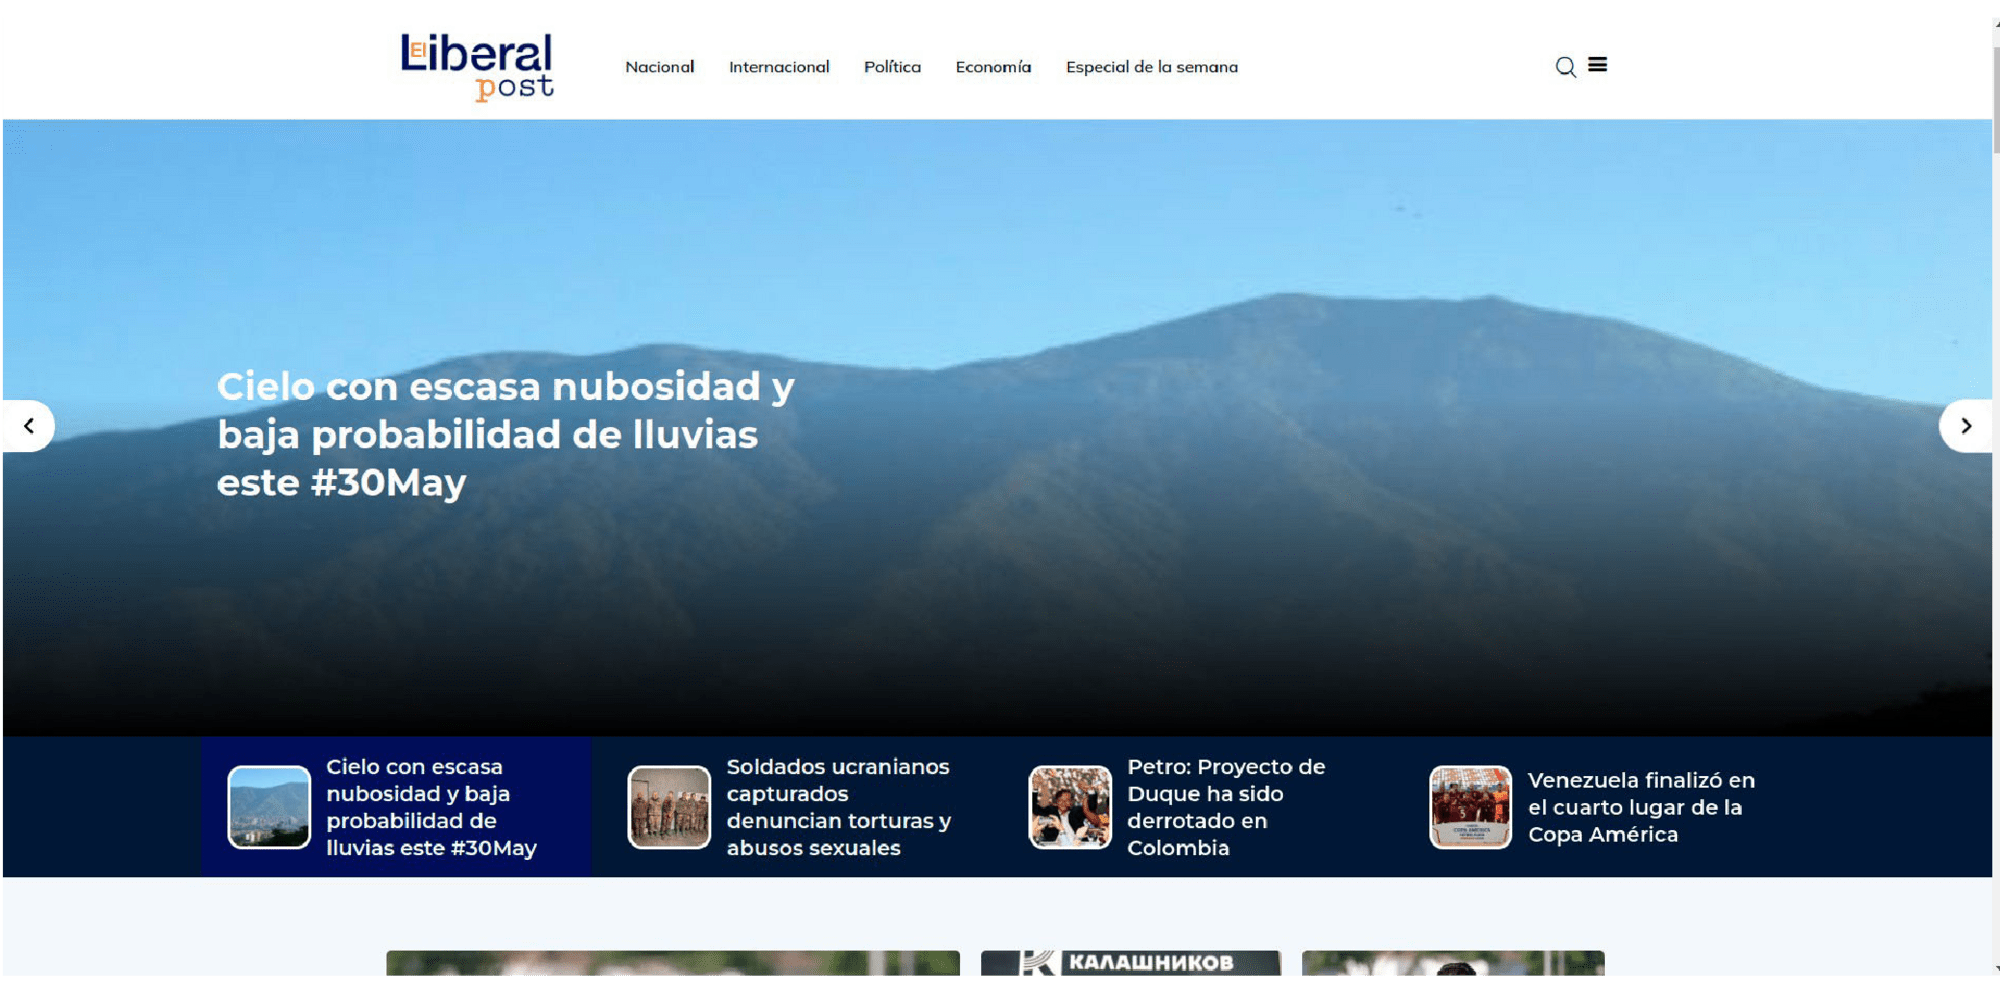 El Liberal
post
Nacional Internacional Política Economía Especial de la semana
Cielo con escasa nubosidad y
baja probabilidad de lluvias
este #30May
Cielo con escasa
nubosidad y baja
probabilidad de
lluvias este #30May
Soldados ucranianos
capturados
denuncian torturas y
abusos sexuales
Petro: Proyecto de
Duque ha sido
derrotado en
Colombia
Venezuela finalizó en
el cuarto lugar de la
Copa América
COPA AMÉRICA
КАЛАШНИКОВ